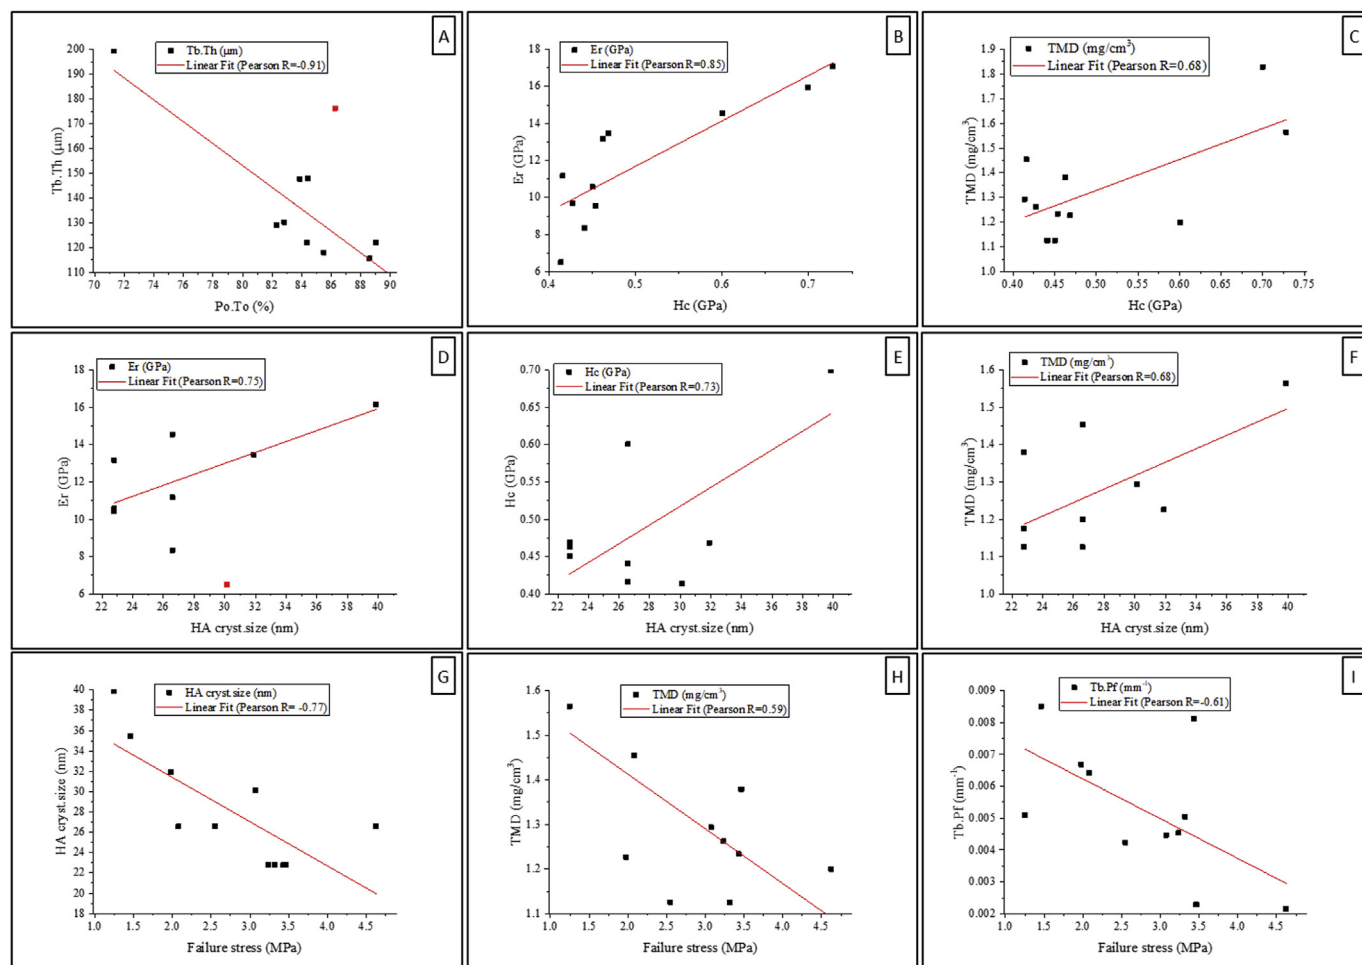 A
Tb.Th (μm)
Linear Fit (Pearson R=-0.91)
200
190
180
170
160
150
140
130
120
110
Tb.Th (μm)
70 72 74 76 78 80 82 84 86 88 90
Po.To (%)
B
Er (GPa)
Linear Fit (Pearson R=0.85)
18
16
14
12
10
8
6
Er (GPa)
0.4 0.5 0.6 0.7
Hc (GPa)
C
TMD (mg/cm³)
Linear Fit (Pearson R=0.68)
1.9
1.8
1.7
1.6
1.5
1.4
1.3
1.2
1.1
1.0
TMD (mg/cm³)
0.40 0.45 0.50 0.55 0.60 0.65 0.70 0.75
Hc (GPa)
D
Er (GPa)
Linear Fit (Pearson R=0.75)
18
16
14
12
10
8
6
Er (GPa)
22 24 26 28 30 32 34 36 38 40
HA cryst.size (nm)
E
Hc (GPa)
Linear Fit (Pearson R=0.73)
0.70
0.65
0.60
0.55
0.50
0.45
0.40
Hc (GPa)
22 24 26 28 30 32 34 36 38 40
HA cryst.size (nm)
F
TMD (mg/cm³)
Linear Fit (Pearson R=0.68)
1.6
1.5
1.4
1.3
1.2
1.1
1.0
TMD (mg/cm³)
22 24 26 28 30 32 34 36 38 40
HA cryst.size (nm)
G
HA cryst.size (nm)
Linear Fit (Pearson R= -0.77)
40
38
36
34
32
30
28
26
24
22
20
18
HA cryst.size (nm)
1.0 1.5 2.0 2.5 3.0 3.5 4.0 4.5
Failure stress (MPa)
H
TMD (mg/cm³)
Linear Fit (Pearson R=0.59)
1.6
1.5
1.4
1.3
1.2
1.1
TMD (mg/cm³)
1.0 1.5 2.0 2.5 3.0 3.5 4.0 4.5
Failure stress (MPa)
I
Tb.Pf (mm⁻¹)
Linear Fit (Pearson R=-0.61)
0.009
0.008
0.007
0.006
0.005
0.004
0.003
0.002
Tb.Pf (mm⁻¹)
1.0 1.5 2.0 2.5 3.0 3.5 4.0 4.5
Failure stress (MPa)